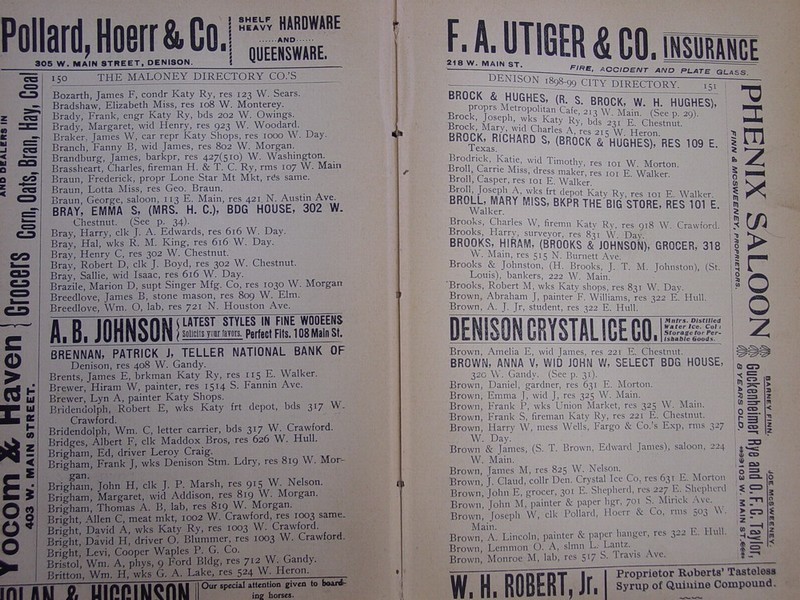 Pollard, Hoerr & Co.
SHELF HARDWARE
HEAVY
......AND......
QUEENSWARE.
305 W. MAIN STREET, DENISON.
150 THE MALONEY DIRECTORY CO.'S
Bozarth, James F, condr Katy Ry, res 123 W. Sears.
Bradshaw, Elizabeth Miss, res 108 W. Monterey.
Brady, Frank, engr Katy Ry, bds 202 W. Owings.
Brady, Margaret, wid Henry, res 923 W. Woodard.
Braker, James W, car repr Katy Shops, res 1000 W. Day.
Branch, Fanny B, wid James, res 802 W. Morgan.
Brandburg, James, barkpr, res 427(510) W. Washington.
Brassheart, Charles, fireman H. & T. C. Ry, rms 107 W. Main
Braun, Frederick, propr Lone Star Mt Mkt, res same.
Braun, Lotta Miss, res Geo. Braun.
Braun, George, saloon, 113 E. Main, res 421 N. Austin Ave.
BRAY, EMMA S, (MRS. H. C.), BDG HOUSE, 302 W.
Chestnut. (See p. 34).
Bray, Harry, clk J. A. Edwards, res 616 W. Day.
Bray, Hal, wks R. M. King, res 616 W. Day.
Bray, Henry C, res 302 W. Chestnut.
Bray, Robert D, clk J. Boyd, res 302 W. Chestnut.
Bray, Sallie, wid Isaac, res 616 W. Day.
Brazile, Marion D, supt Singer Mfg. Co, res 1030 W. Morgan
Breedlove, James B, stone mason, res 809 W. Elm.
Breedlove, Wm. O, lab, res 721 N. Houston Ave.
A. B. JOHNSON
LATEST STYLES IN FINE WOOENS
Solicits your favors. Perfect Fits. 108 Main St.
BRENNAN, PATRICK J, TELLER NATIONAL BANK OF
Denison, res 408 W. Gandy.
Brents, James E, brkman Katy Ry, res 115 E. Walker.
Brewer, Hiram W, painter, res 1514 S. Fannin Ave.
Brewer, Lyn A, painter Katy Shops.
Bridendolph, Robert E, wks Katy frt depot, bds 317 W.
Crawford.
Bridendolph, Wm. C, letter carrier, bds 317 W. Crawford.
Bridges, Albert F, clk Maddox Bros, res 626 W. Hull.
Brigham, Ed, driver Leroy Craig.
Brigham, Frank J, wks Denison Stm. Ldry, res 819 W. Mor-
gan.
Brigham, John H, clk J. P. Marsh, res 915 W. Nelson.
Brigham, Margaret, wid Addison, res 819 W. Morgan.
Brigham, Thomas A. B, lab, res 819 W. Morgan.
Bright, Allen C, meat mkt, 1002 W. Crawford, res 1003 same.
Bright, David A, wks Katy Ry, res 1003 W. Crawford.
Bright, David H, driver O. Blummer, res 1003 W. Crawford.
Bright, Levi, Cooper Waples P. G. Co.
Bristol, Wm. A, phys, 9 Ford Bldg, res 712 W. Gandy.
Britton, Wm. H, wks G. A. Lake, res 524 W. Heron.
& HIGGINSON
Our special attention given to board-
ing horses.
Yocom & Haven
403 W. MAIN STREET.
Grocers
AND DEALERS IN
Corn, Oats, Bran, Hay, Coal
F. A. UTIGER & CO. INSURANCE
218 W. MAIN ST.
FIRE, ACCIDENT AND PLATE GLASS.
DENISON 1898-99 CITY DIRECTORY. 151
BROCK & HUGHES, (R. S. BROCK, W. H. HUGHES),
proprs Metropolitan Cafe, 213 W. Main. (See p. 29).
Brock, Joseph, wks Katy Ry, bds 231 E. Chestnut.
Brock, Mary, wid Charles A, res 215 W. Heron.
BROCK, RICHARD S, (BROCK & HUGHES), RES 109 E.
Texas.
Brodrick, Katie, wid Timothy, res 101 W. Morton.
Broll, Carrie Miss, dress maker, res 101 E. Walker.
Broll, Casper, res 101 E. Walker.
Broll, Joseph A, wks frt depot Katy Ry, res 101 E. Walker.
BROLL, MARY MISS, BKPR THE BIG STORE, RES 101 E.
Walker.
Brooks, Charles W, firemn Katy Ry, res 918 W. Crawford.
Brooks, Harry, surveyor, res 831 W. Day.
BROOKS, HIRAM, (BROOKS & JOHNSON), GROCER, 318
W. Main, res 515 N. Burnett Ave.
Brooks & Johnston, (H. Brooks, J. T. M. Johnston), (St.
Louis), bankers, 222 W. Main.
Brooks, Robert M, wks Katy shops, res 831 W. Day.
Brown, Abraham J, painter F. Williams, res 322 E. Hull.
Brown, A. J. Jr, student, res 322 E. Hull.
DENISON CRYSTAL ICE CO.
Mnfrs. Distilled
Water Ice. Col:
Storage for Per-
ishable Goods.
Brown, Amelia E, wid James, res 221 E. Chestnut.
BROWN, ANNA V, WID JOHN W, SELECT BDG HOUSE,
320 W. Gandy. (See p. 31).
Brown, Daniel, gardner, res 631 E. Morton.
Brown, Emma J, wid J, res 325 W. Main.
Brown, Frank P, wks Union Market, res 325 W. Main.
Brown, Frank S, fireman Katy Ry, res 221 E. Chestnut.
Brown, Harry W, mess Wells, Fargo & Co.'s Exp, rms 327
W. Day.
Brown & James, (S. T. Brown, Edward James), saloon, 224
W. Main.
Brown, James M, res 825 W. Nelson.
Brown, J. Claud, collr Den. Crystal Ice Co, res 631 E. Morton
Brown, John E, grocer, 301 E. Shepherd, res 227 E. Shepherd
Brown, John M, painter & paper hgr, 701 S. Mirick Ave.
Brown, Joseph W, clk Pollard, Hoerr & Co, rms 503 W.
Main.
Brown, A. Lincoln, painter & paper hanger, res 322 E. Hull.
Brown, Lemmon O. A, slmn L. Lantz.
Brown, Monroe M, lab, res 517 S. Travis Ave.
W. H. ROBERT, Jr.
Proprietor Roberts' Tasteless
Syrup of Quinine Compound.
PHENIX SALOON
FINN & McSWEENEY, PROPRIETORS.
BARNEY FINN. JOE McSWEENEY.
Guckenheimer Rye and O. F. C. Taylor,
8 YEARS OLD. 103 W. MAIN ST.